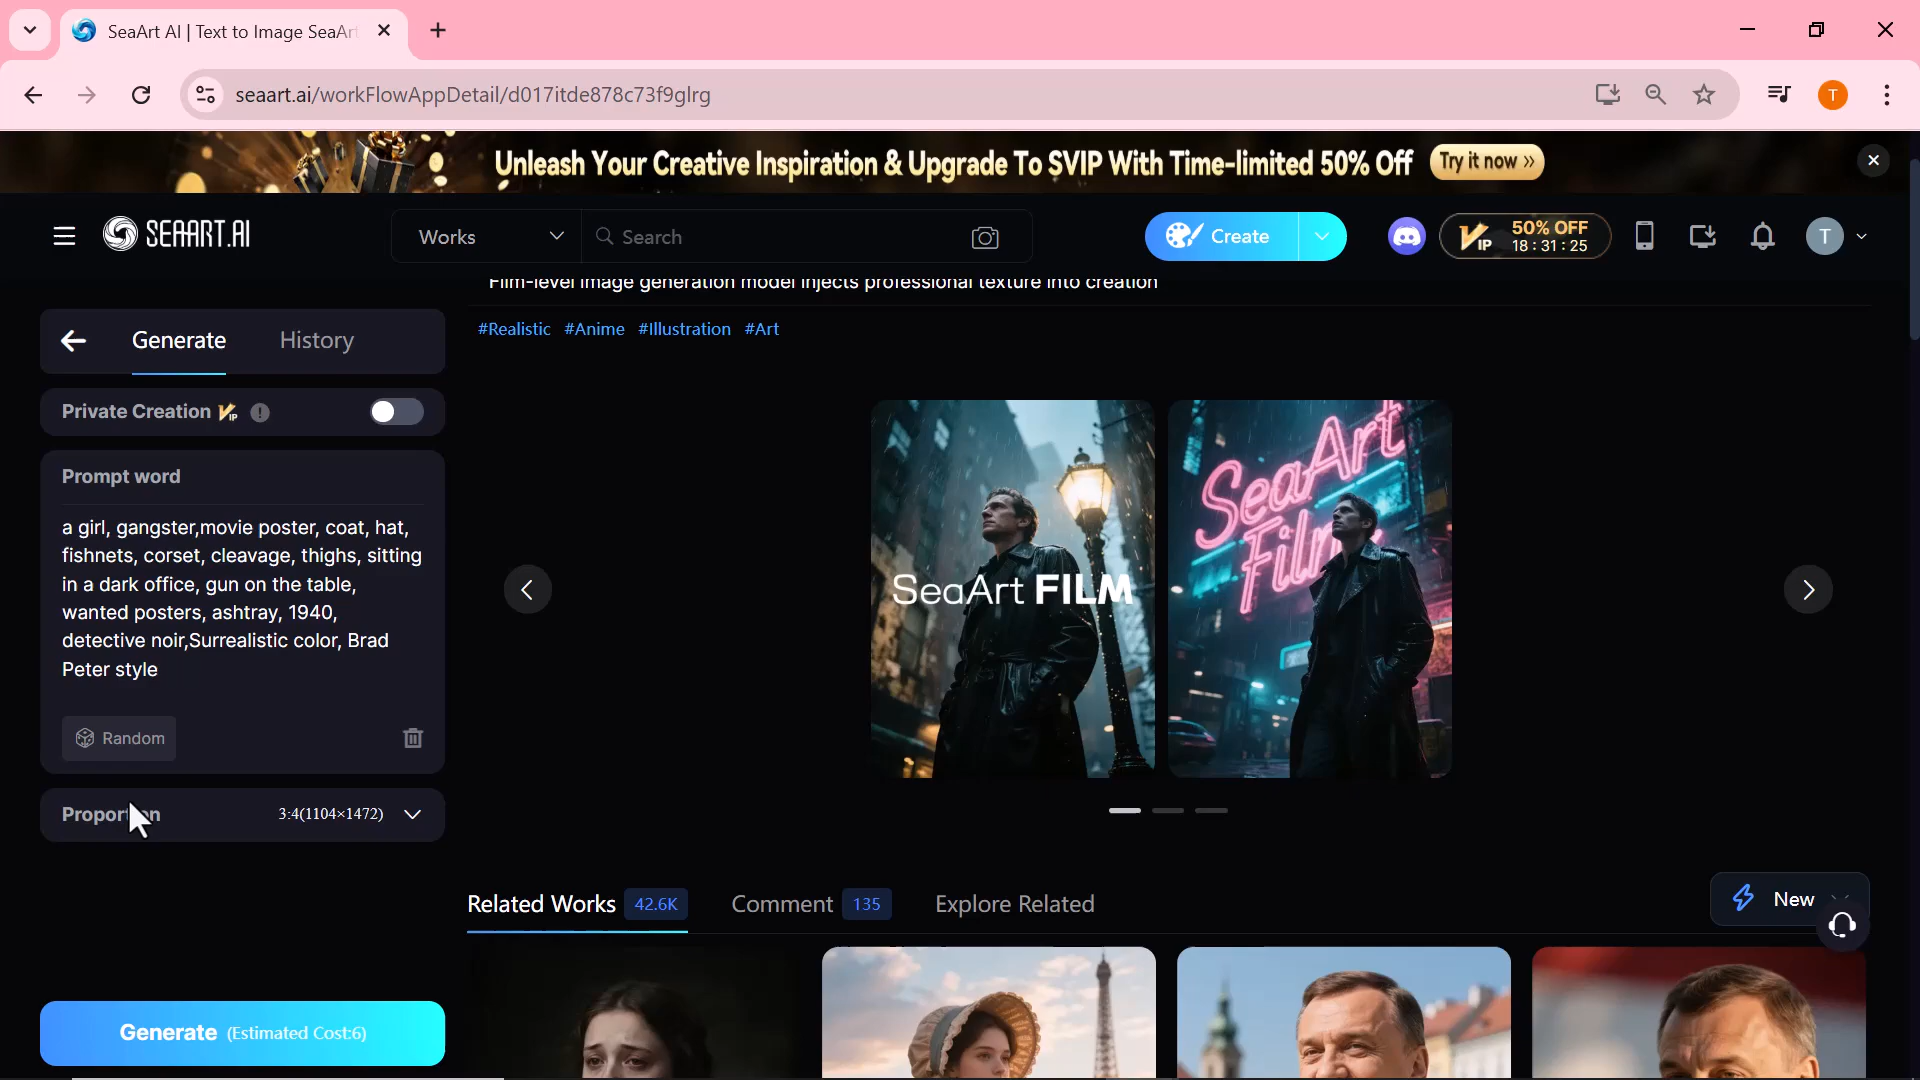 SeaArt AI | Text to Image SeaAr
seaart.ai/workFlowAppDetail/d017itde878c73f9glrg
T
Unleash Your Creative Inspiration & Upgrade To SVIP With Time-limited 50% Off
Try it now »
SEAART.AI
Works
Search
Create
VIP
50% OFF
18 : 31 : 25
T
Film-level image generation model injects professional texture into creation
#Realistic #Anime #Illustration #Art
Generate
History
Private Creation VIP
Prompt word
a girl, gangster,movie poster, coat, hat,
fishnets, corset, cleavage, thighs, sitting
in a dark office, gun on the table,
wanted posters, ashtray, 1940,
detective noir,Surrealistic color, Brad
Peter style
Random
Proportion
3:4(1104×1472)
Generate (Estimated Cost:6)
SeaArt FILM
SeaArt
Film
Related Works 42.6K
Comment 135
Explore Related
New